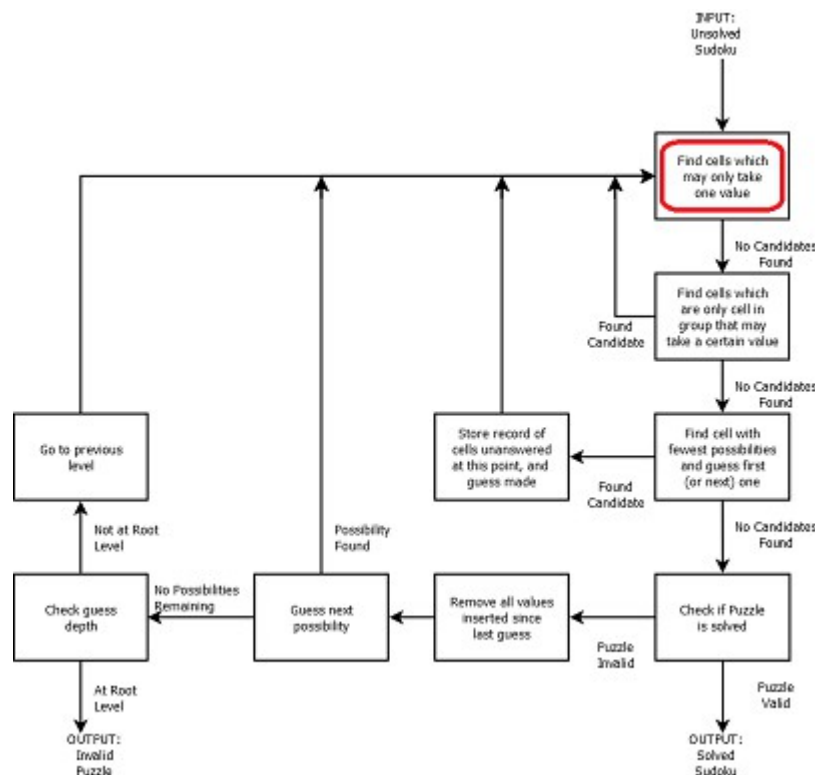 INPUT:
Unsolved
Sudoku
Find cells which
may only take
one value
No Candidates
Found
Find cells which
are only cell in
group that may
take a certain value
Found
Candidate
No Candidates
Found
Go to previous
level
Store record of
cells unanswered
at this point, and
guess made
Find cell with
fewest possibilities
and guess first
(or next) one
Found
Candidate
Not at Root
Level
Possibility
Found
No Candidates
Found
Check guess
depth
No Possibilities
Remaining
Guess next
possibility
Remove all values
inserted since
last guess
Check if Puzzle
is solved
Puzzle
Invalid
At Root
Level
Puzzle
Valid
OUTPUT:
Invalid
Puzzle
OUTPUT:
Solved
Sudoku